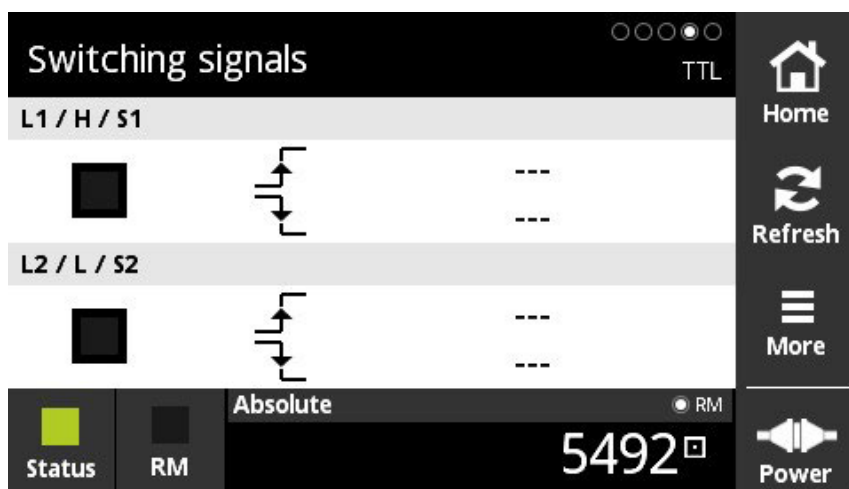 Switching signals
TTL
L1 / H / S1
---
---
L2 / L / S2
---
---
Status
RM
Absolute
RM
5492
Home
Refresh
More
Power